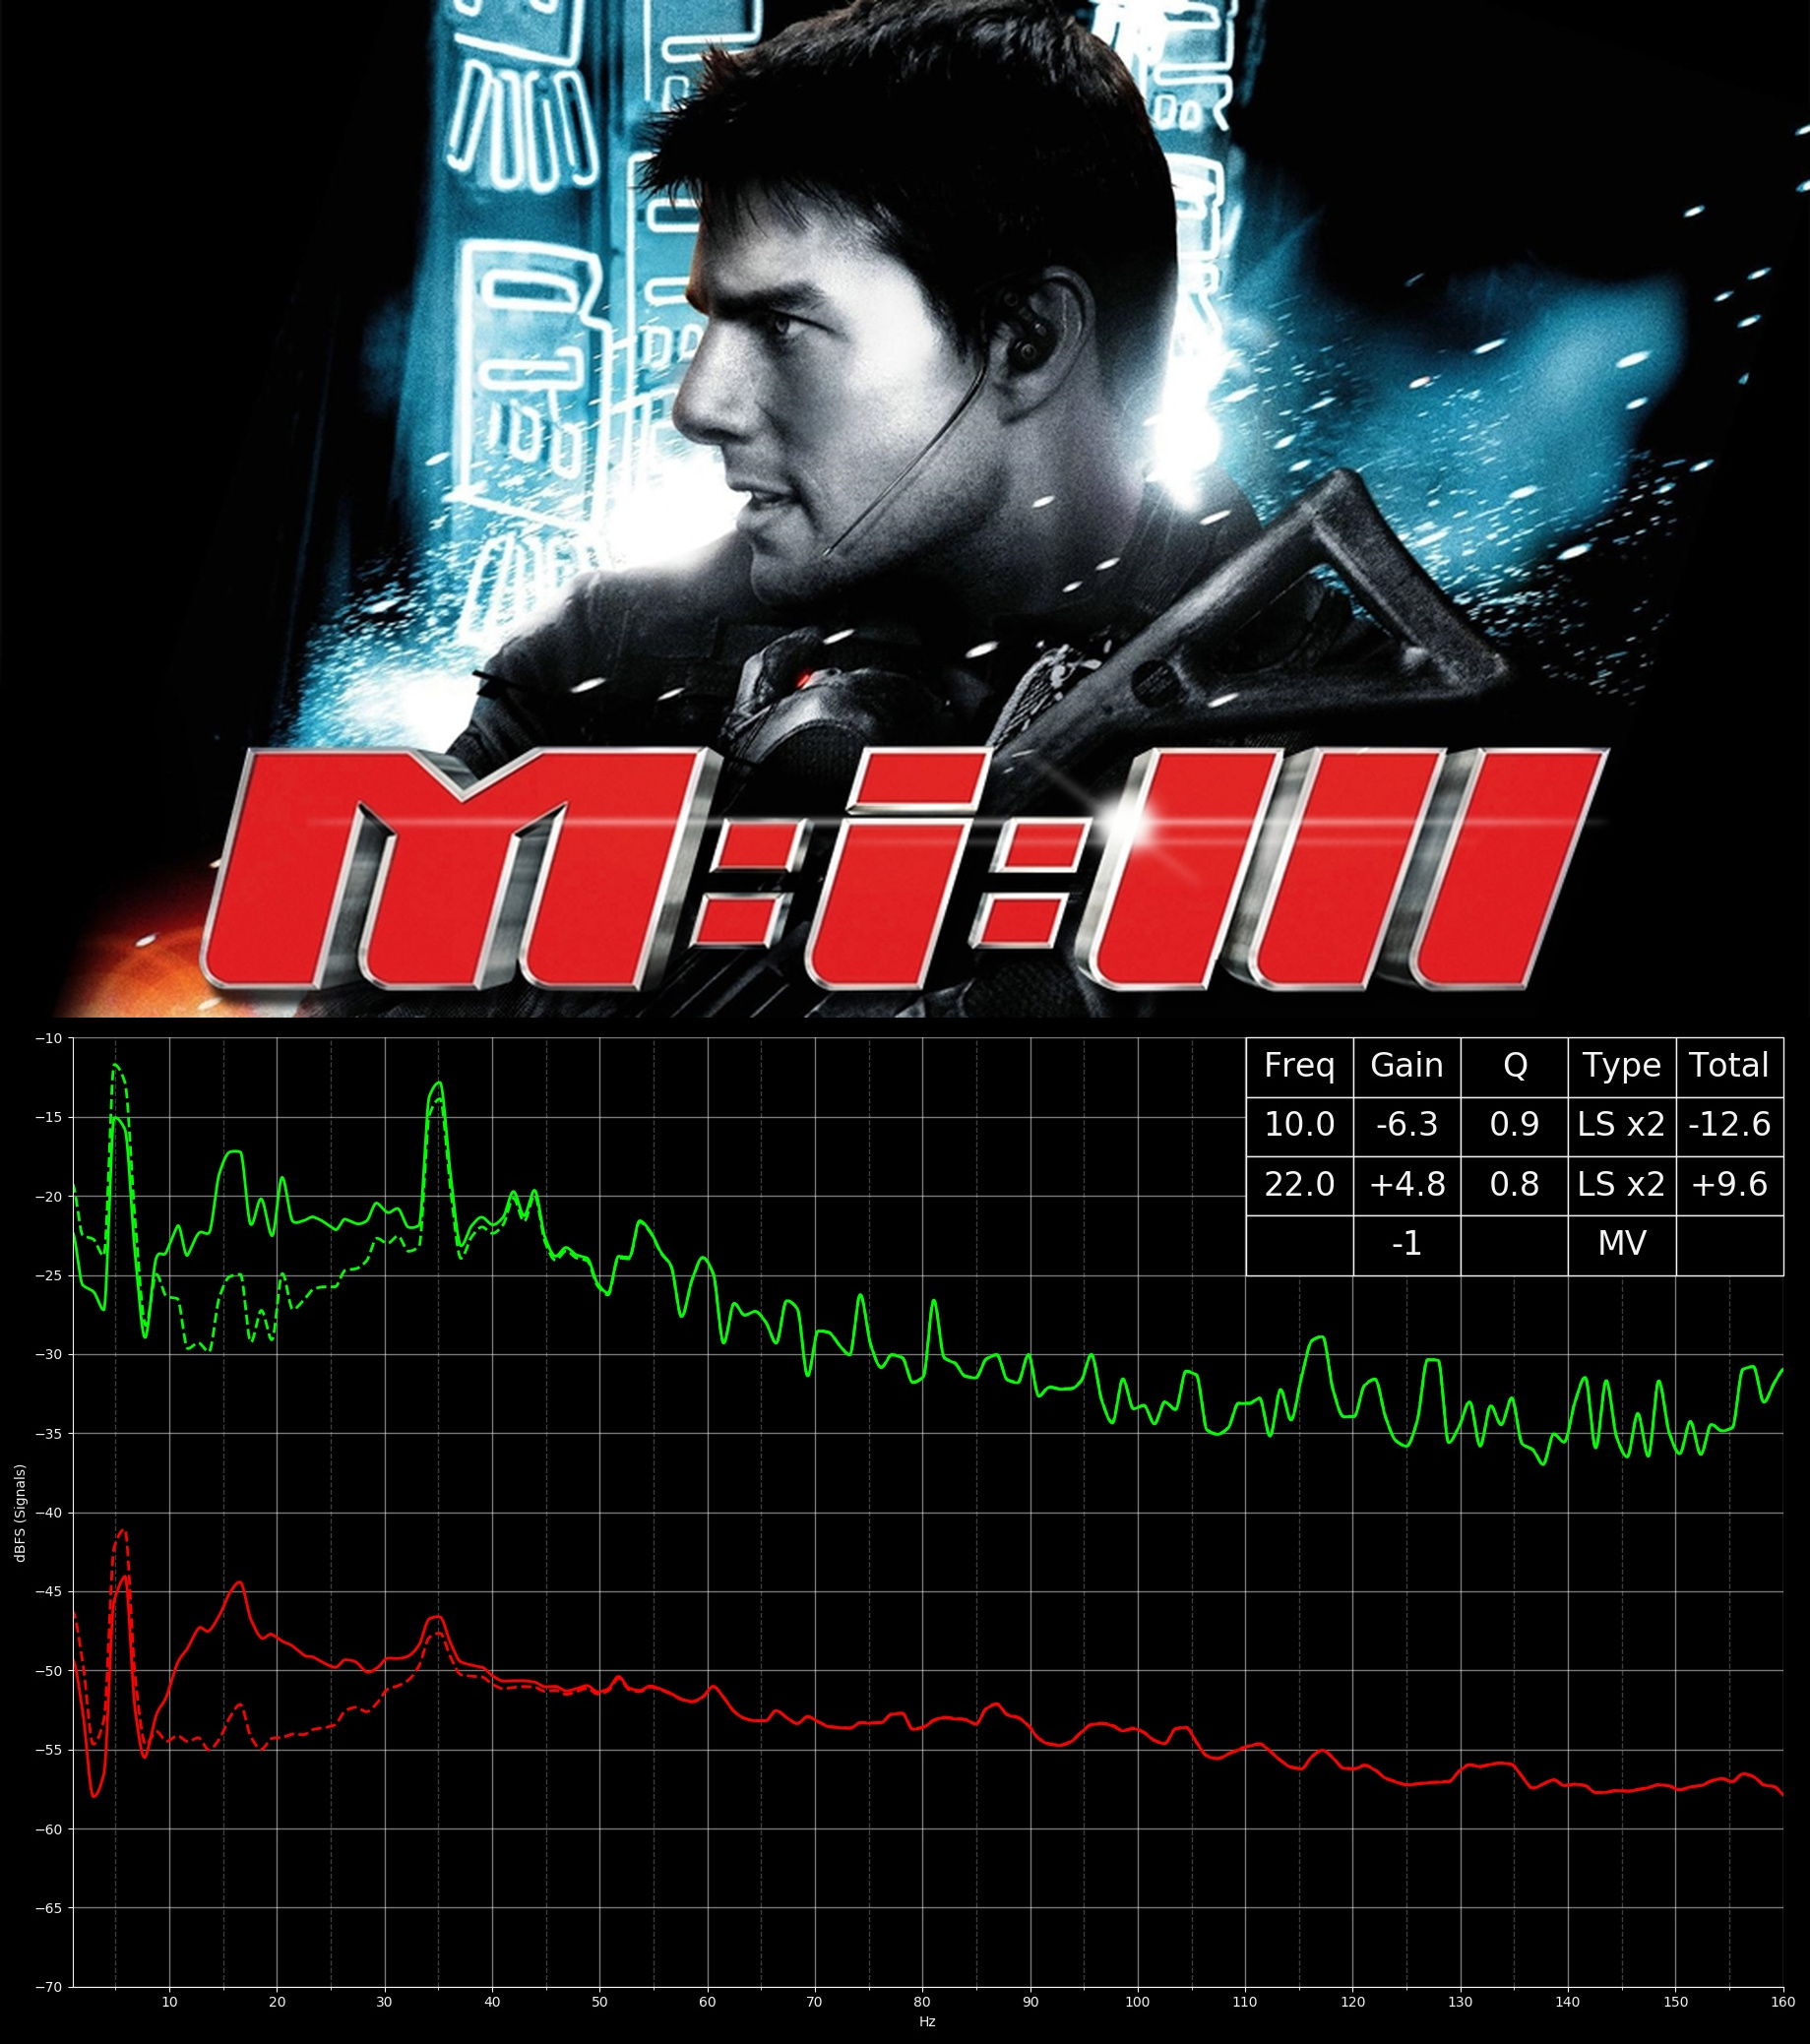 M:i:III
Freq Gain Q Type Total
10.0 -6.3 0.9 LS x2 -12.6
22.0 +4.8 0.8 LS x2 +9.6
-1 MV
−10
−15
−20
−25
−30
−35
−40
−45
−50
−55
−60
−65
−70
dBFS (Signals)
10 20 30 40 50 60 70 80 90 100 110 120 130 140 150 160
Hz